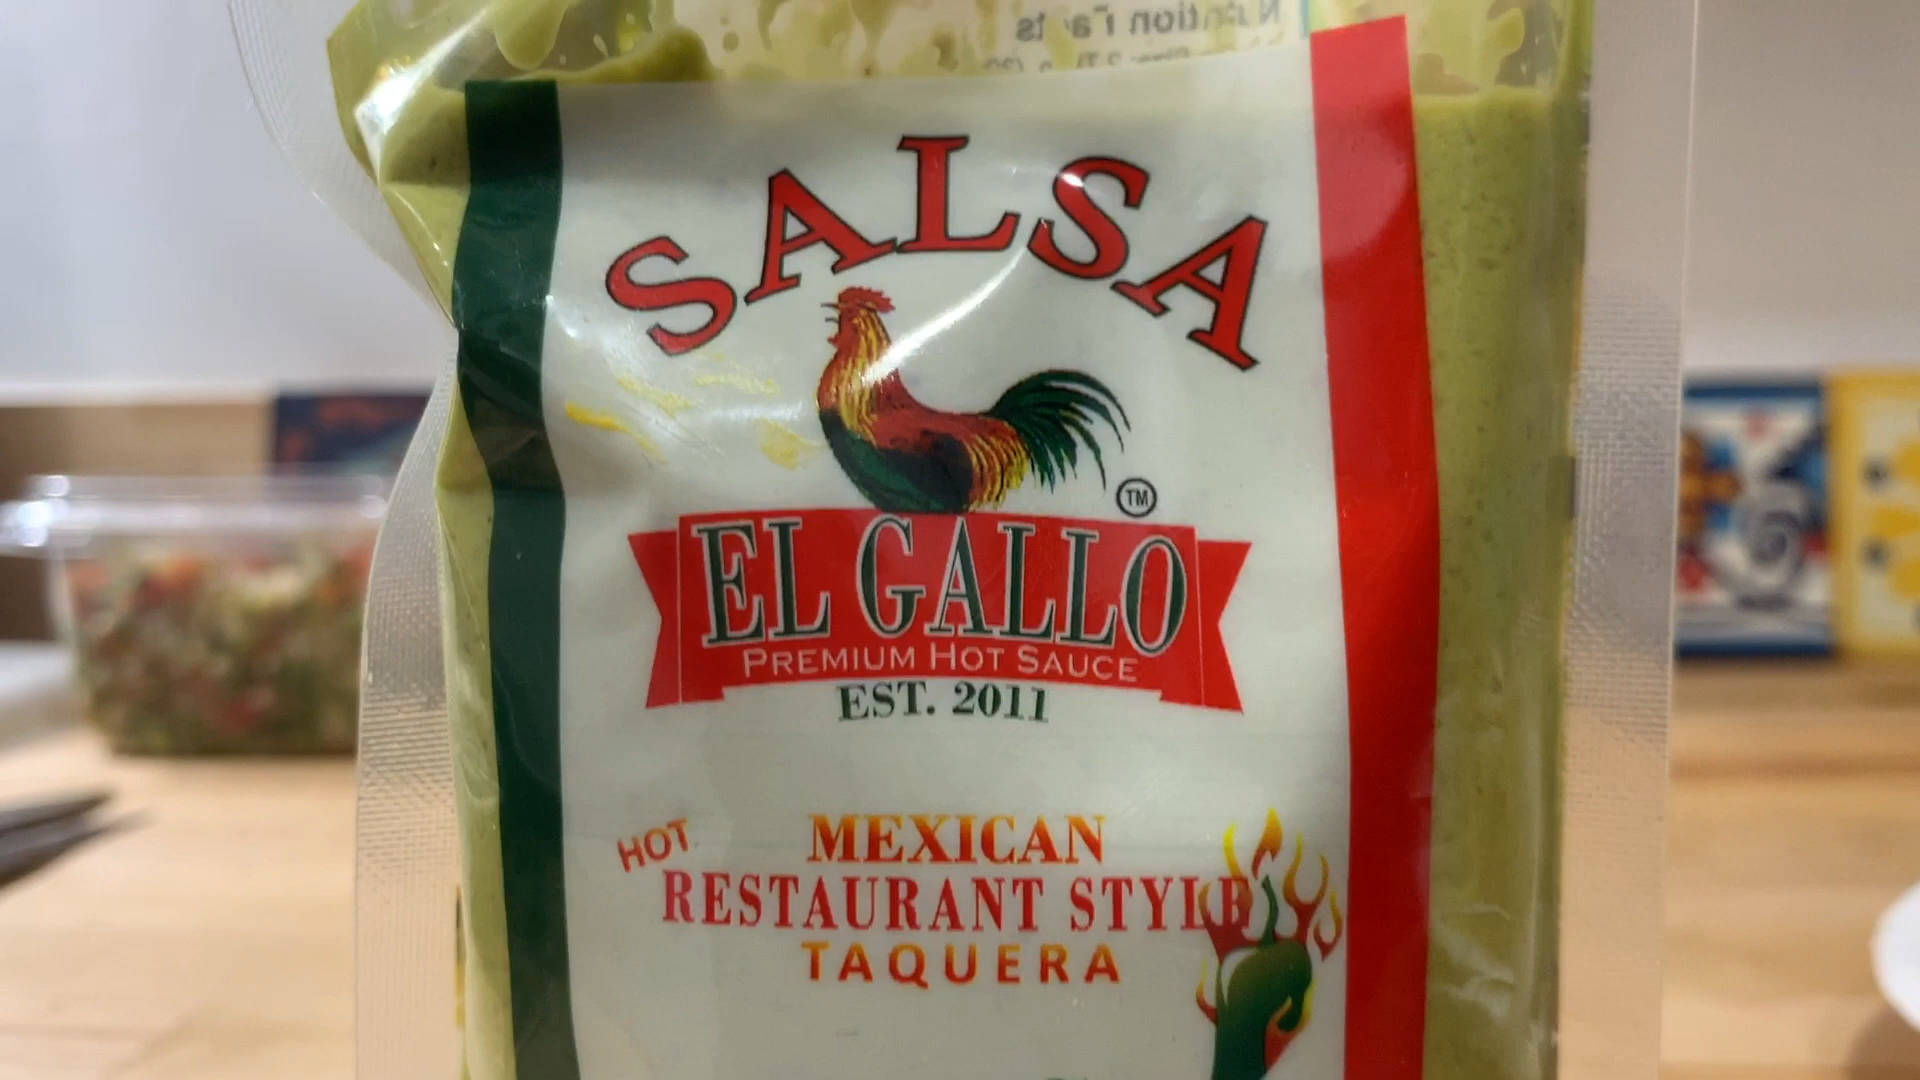 SALSA
TM
EL GALLO
PREMIUM HOT SAUCE
EST. 2011
HOT
MEXICAN
RESTAURANT STYLE
TAQUERA